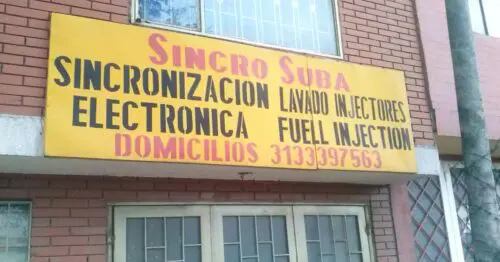 SINCRO SUBA
SINCRONIZACION LAVADO INJECTORES
ELECTRONICA FUELL INJECTION
DOMICILIOS 3133397563